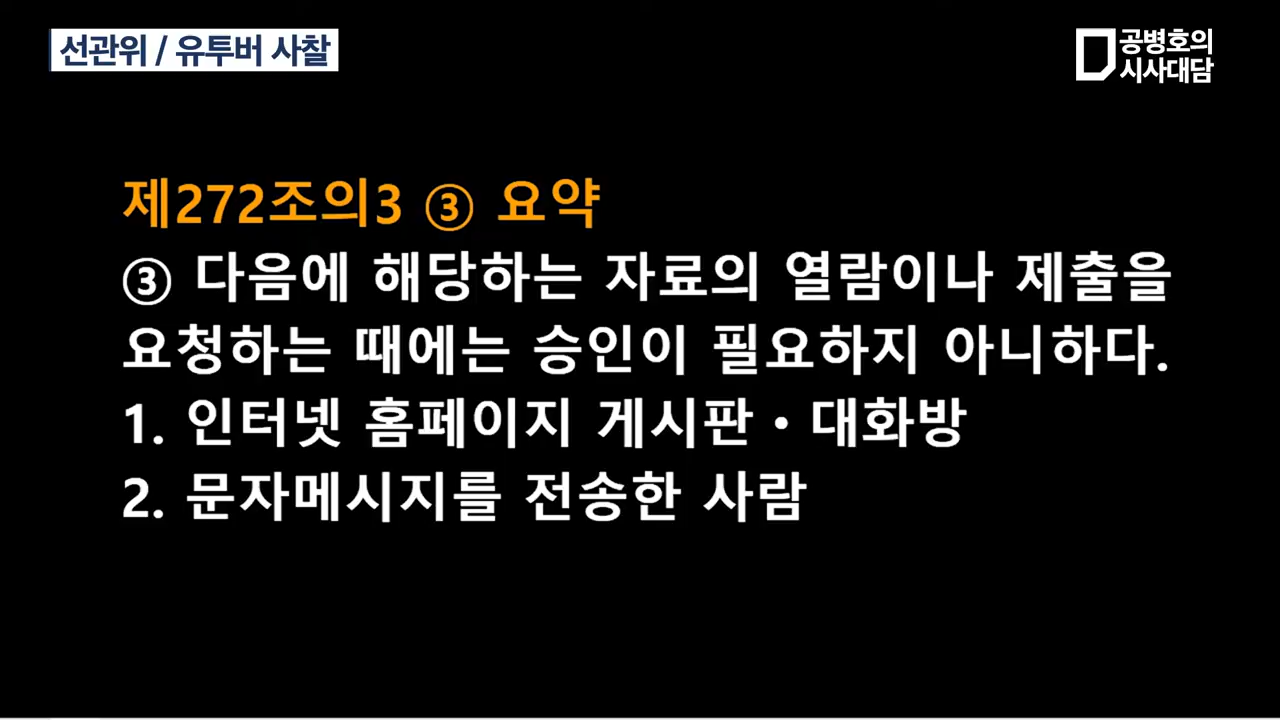 선관위 / 유투버 사찰
공병호의
시사대담
제272조의3 ③ 요약
③ 다음에 해당하는 자료의 열람이나 제출을
요청하는 때에는 승인이 필요하지 아니하다.
1. 인터넷 홈페이지 게시판·대화방
2. 문자메시지를 전송한 사람